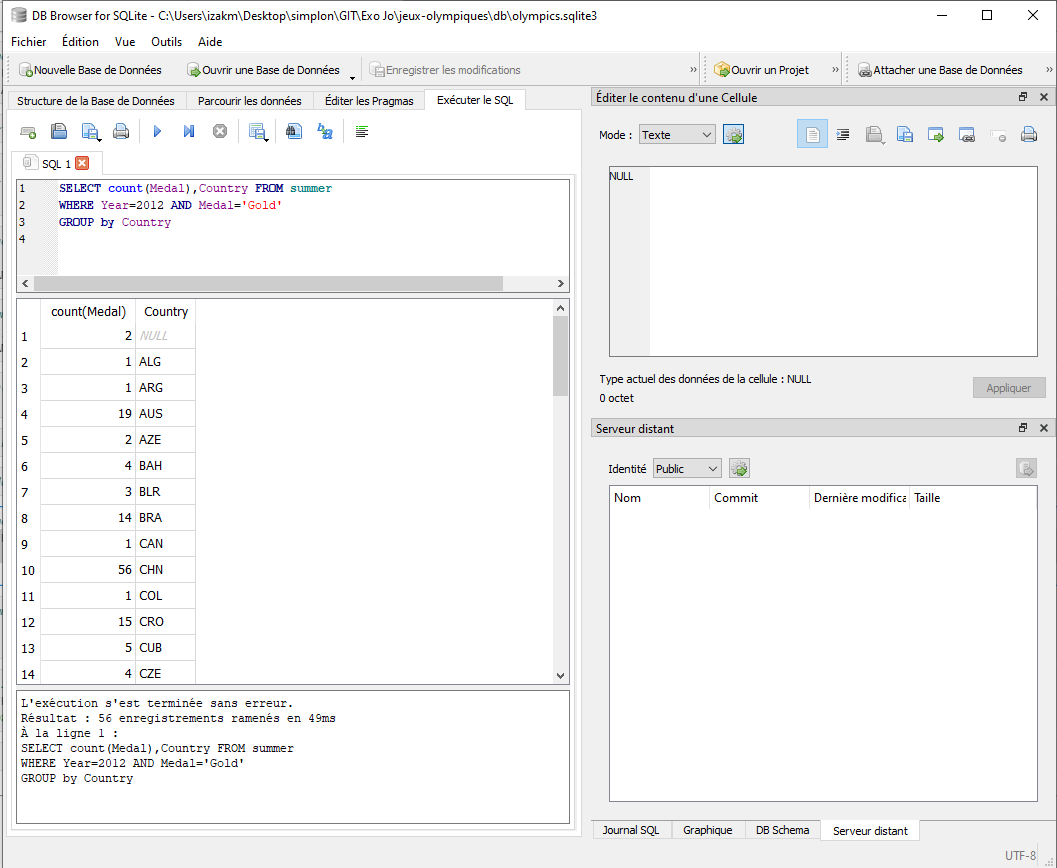 DB Browser for SQLite - C:\Users\izakm\Desktop\simplon\GIT\Exo Jo\jeux-olympiques\db\olympics.sqlite3
Fichier Édition Vue Outils Aide
Nouvelle Base de Données Ouvrir une Base de Données Enregistrer les modifications » Ouvrir un Projet » Attacher une Base de Données »
Structure de la Base de Données Parcourir les données Éditer les Pragmas Exécuter le SQL
SQL 1
1 SELECT count(Medal),Country FROM summer
2 WHERE Year=2012 AND Medal='Gold'
3 GROUP by Country
4
count(Medal) Country
1 2 NULL
2 1 ALG
3 1 ARG
4 19 AUS
5 2 AZE
6 4 BAH
7 3 BLR
8 14 BRA
9 1 CAN
10 56 CHN
11 1 COL
12 15 CRO
13 5 CUB
14 4 CZE
L'exécution s'est terminée sans erreur.
Résultat : 56 enregistrements ramenés en 49ms
À la ligne 1 :
SELECT count(Medal),Country FROM summer
WHERE Year=2012 AND Medal='Gold'
GROUP by Country
Éditer le contenu d'une Cellule
Mode : Texte
NULL
Type actuel des données de la cellule : NULL
0 octet
Appliquer
Serveur distant
Identité Public
Nom Commit Dernière modifica Taille
Journal SQL Graphique DB Schema Serveur distant
UTF-8